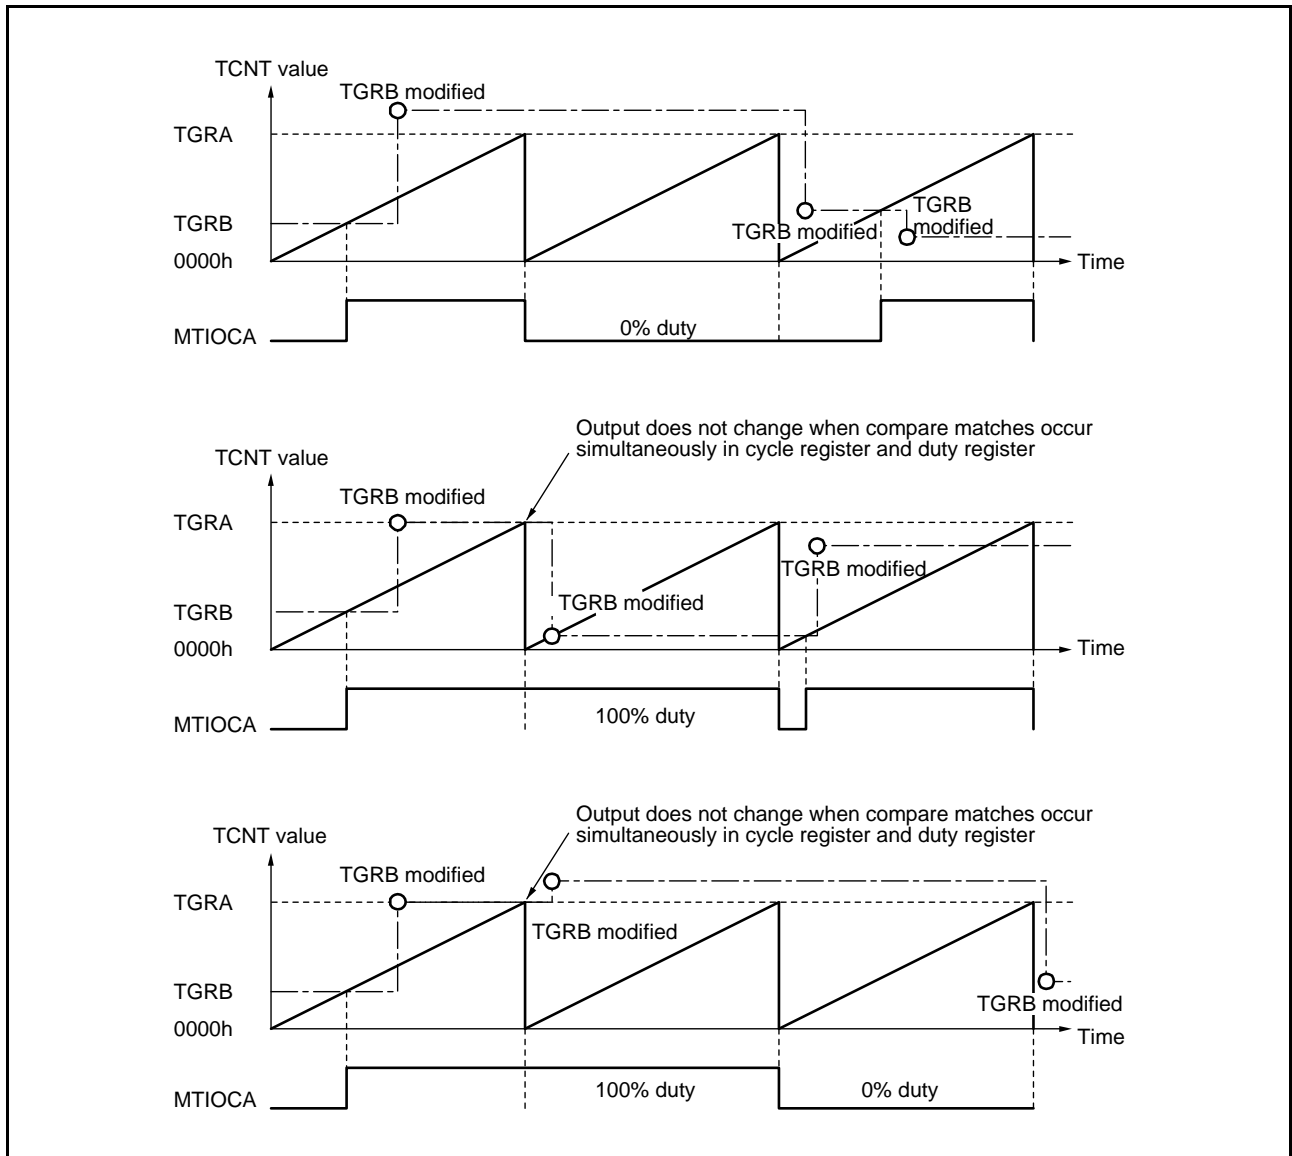 TCNT value
TGRB modified
TGRA
TGRB
TGRB modified
TGRB
modified
0000h
Time
MTIOCA
0% duty
Output does not change when compare matches occur
simultaneously in cycle register and duty register
TCNT value
TGRB modified
TGRA
TGRB modified
TGRB
TGRB modified
0000h
Time
MTIOCA
100% duty
Output does not change when compare matches occur
simultaneously in cycle register and duty register
TCNT value
TGRB modified
TGRA
TGRB modified
TGRB
TGRB modified
0000h
Time
MTIOCA
100% duty
0% duty